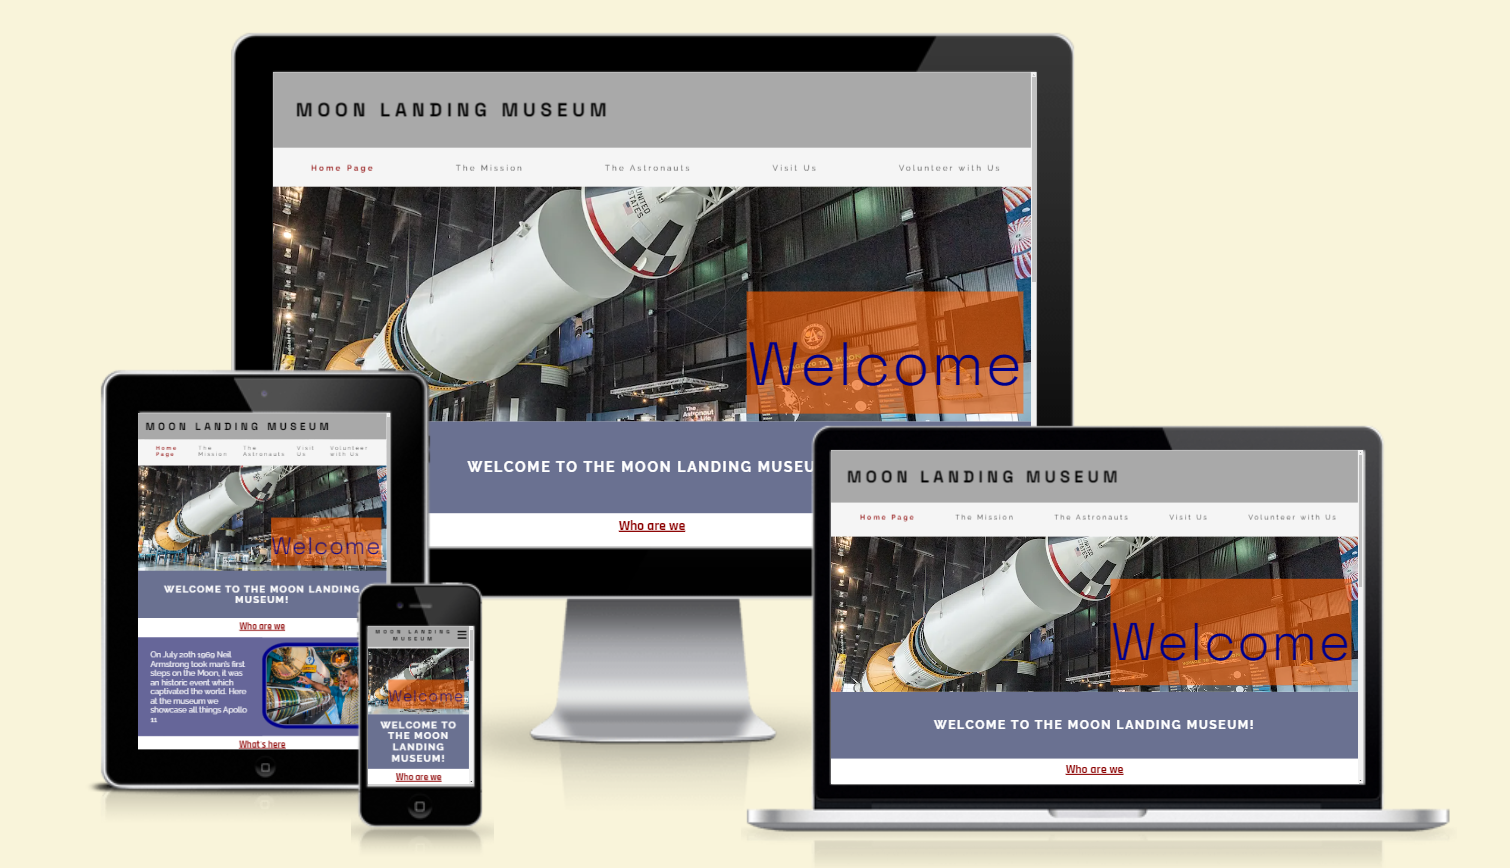 MOON LANDING MUSEUM
Home Page The Mission The Astronauts Visit Us Volunteer with Us
UNITED
STATES
The
Astronaut
Life
Welcome
WELCOME TO THE MOON LANDING MUSEU
Who are we
MOON LANDING MUSEUM
Home Page The Mission The Astronauts Visit Us Volunteer with Us
Welcome
WELCOME TO THE MOON LANDING
MUSEUM!
Who are we
On July 20th 1969 Neil
Armstrong took man's first
steps on the Moon, it was
an historic event which
captivated the world. Here
at the museum we
showcase all things Apollo
11
What's here
MOON LANDING
MUSEUM
Welcome
WELCOME TO
THE MOON
LANDING
MUSEUM!
Who are we
MOON LANDING MUSEUM
Home Page The Mission The Astronauts Visit Us Volunteer with Us
Welcome
WELCOME TO THE MOON LANDING MUSEUM!
Who are we